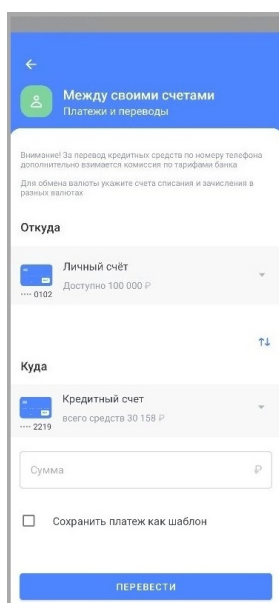 Между своими счетами
Платежи и переводы
Внимание! За перевод кредитных средств по номеру телефона
дополнительно взимается комиссия по тарифами банка
Для обмена валюты укажите счета списания и зачисления в
разных валютах
Откуда
Личный счёт
Доступно 100 000 ₽
···· 0102
Куда
Кредитный счет
всего средств 30 158 ₽
···· 2219
Сумма ₽
Сохранить платеж как шаблон
ПЕРЕВЕСТИ